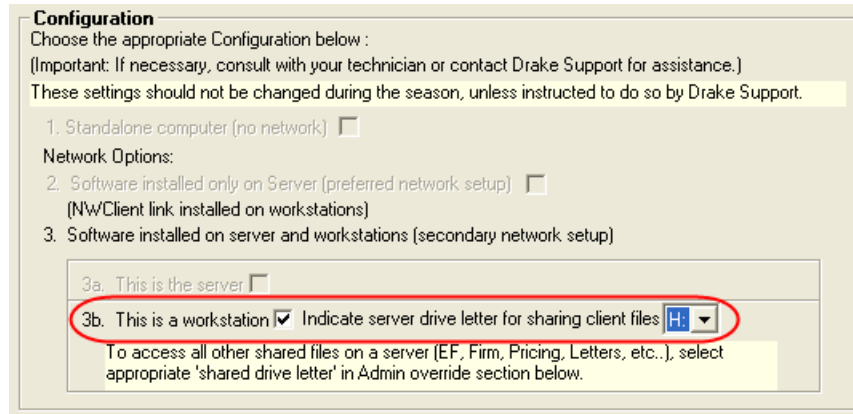 Configuration
Choose the appropriate Configuration below :
(Important: If necessary, consult with your technician or contact Drake Support for assistance.)
These settings should not be changed during the season, unless instructed to do so by Drake Support.
1. Standalone computer (no network)
Network Options:
2. Software installed only on Server (preferred network setup)
(NWClient link installed on workstations)
3. Software installed on server and workstations (secondary network setup)
3a. This is the server
3b. This is a workstation Indicate server drive letter for sharing client files H:
To access all other shared files on a server (EF, Firm, Pricing, Letters, etc..), select
appropriate 'shared drive letter' in Admin override section below.